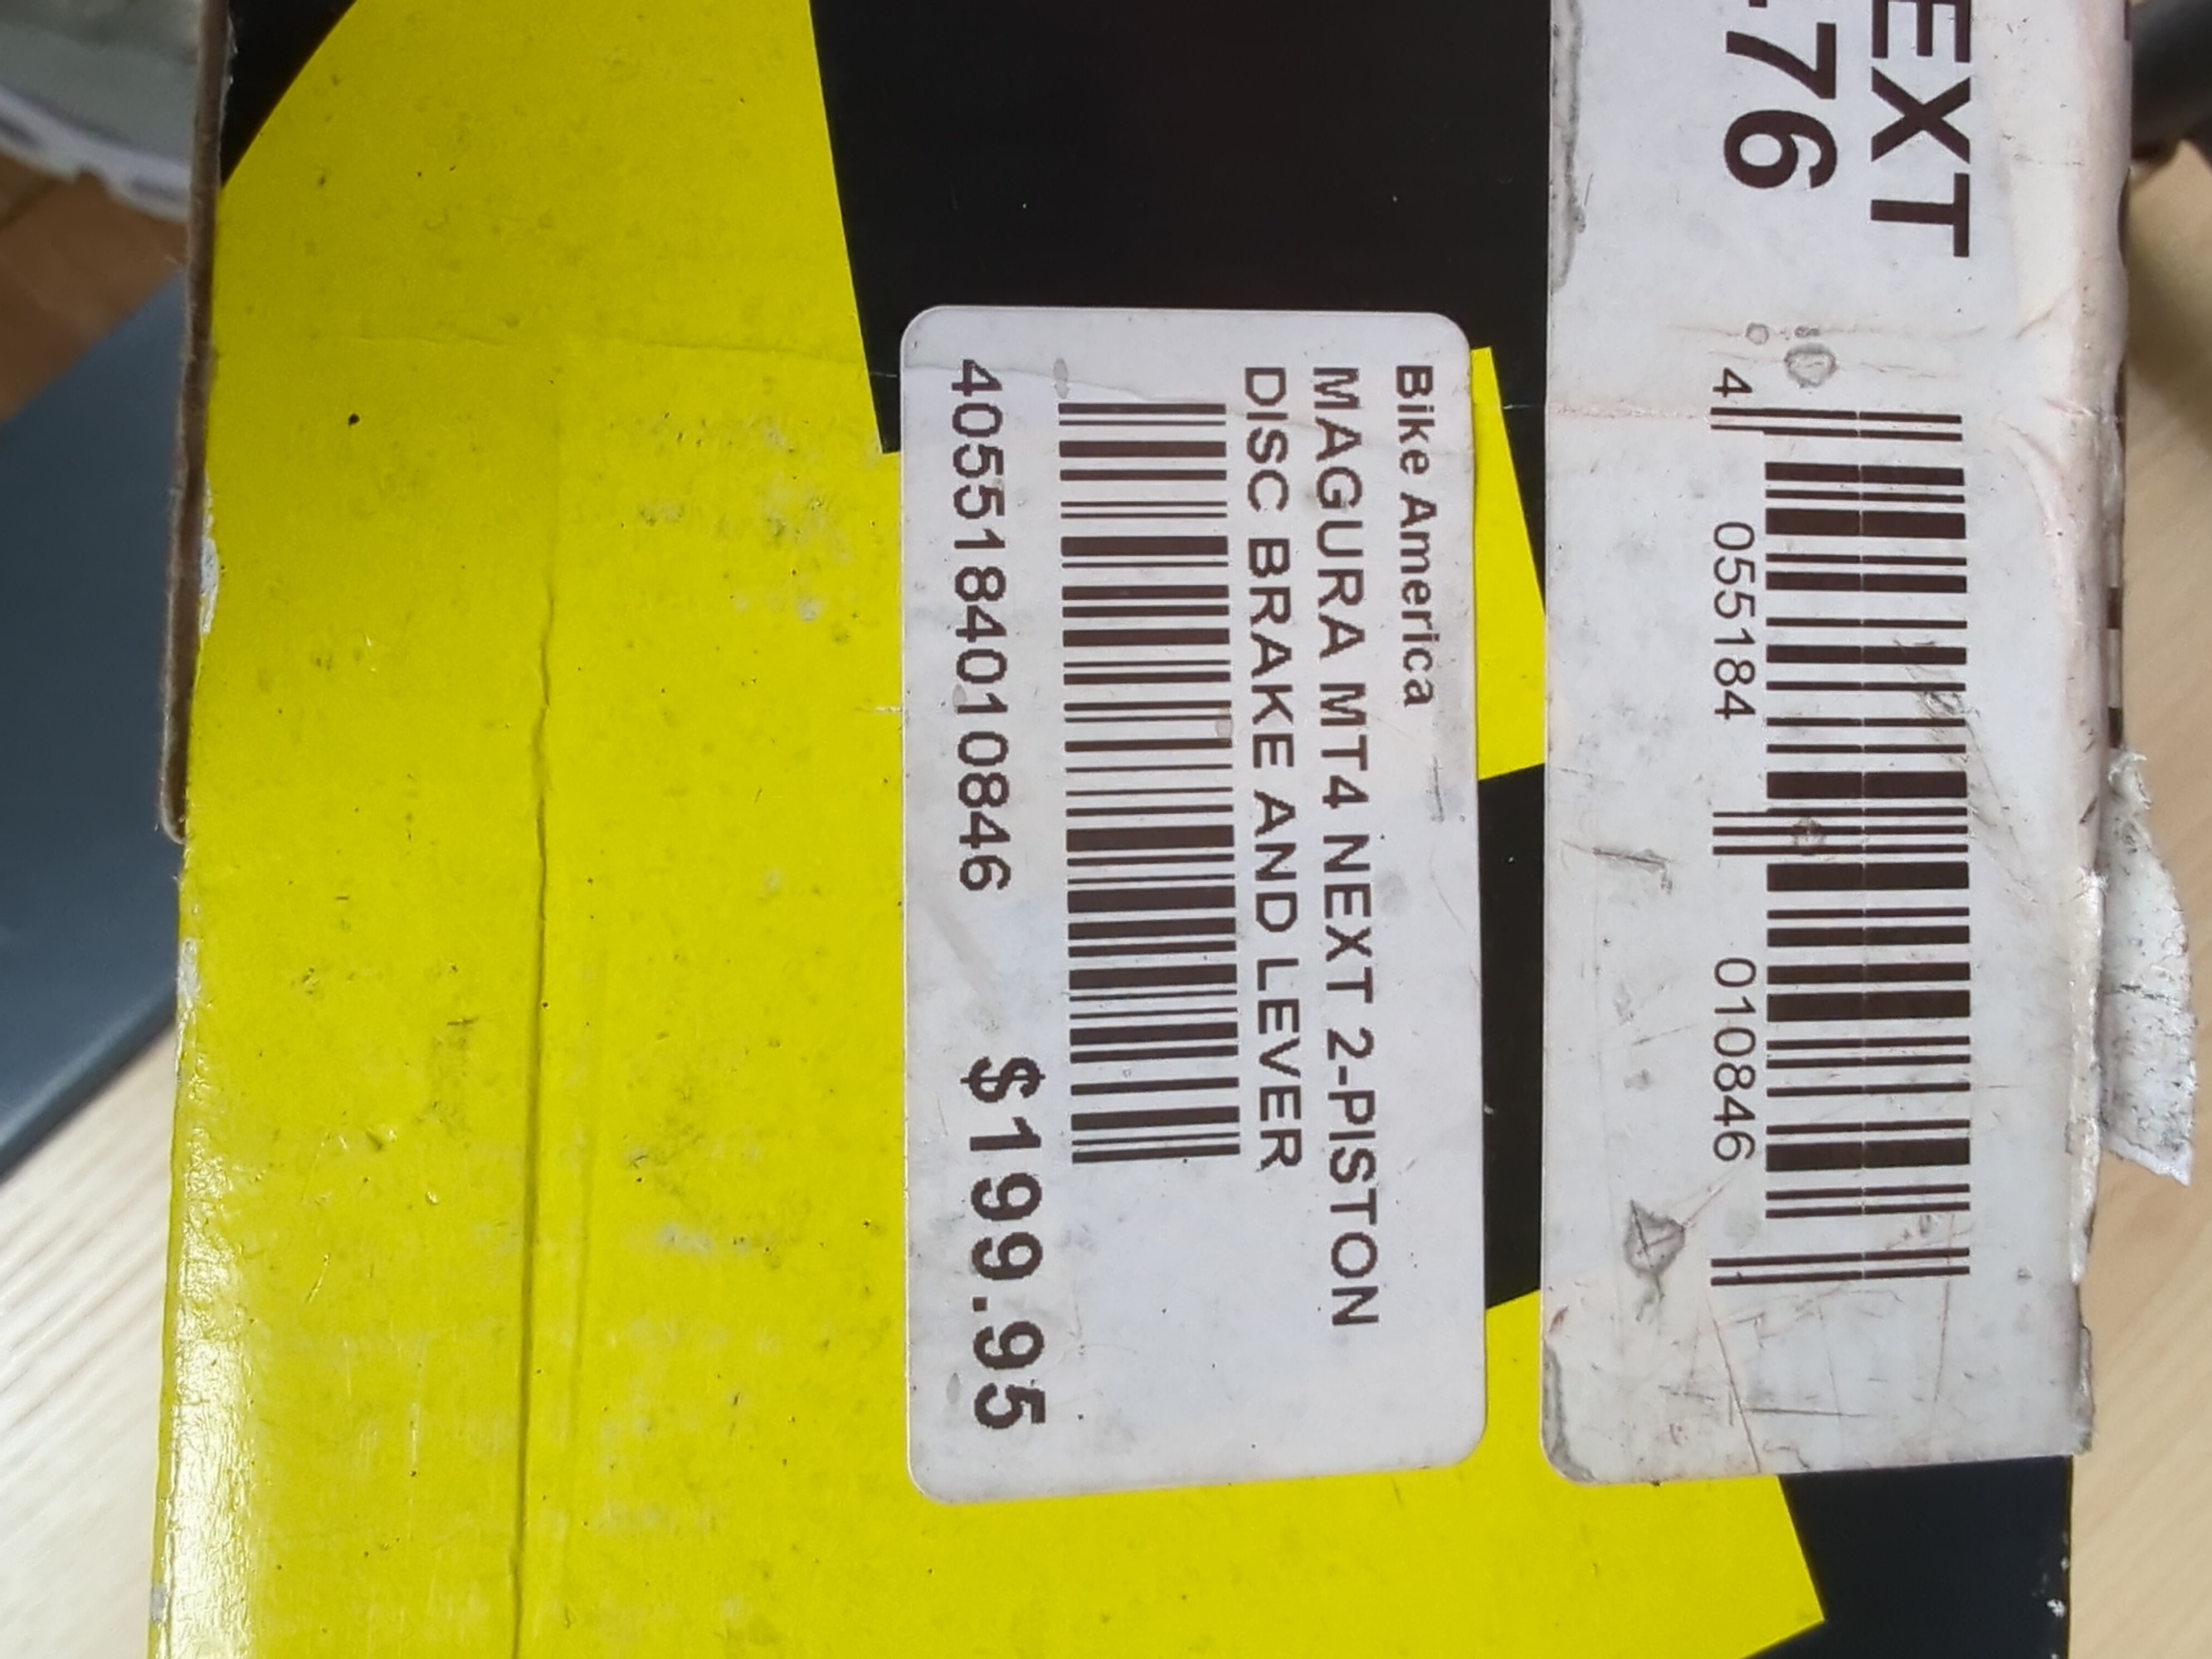 EXT
76
4 055184 010846
Bike America
MAGURA MT4 NEXT 2-PISTON
DISC BRAKE AND LEVER
4055184010846
$199.95